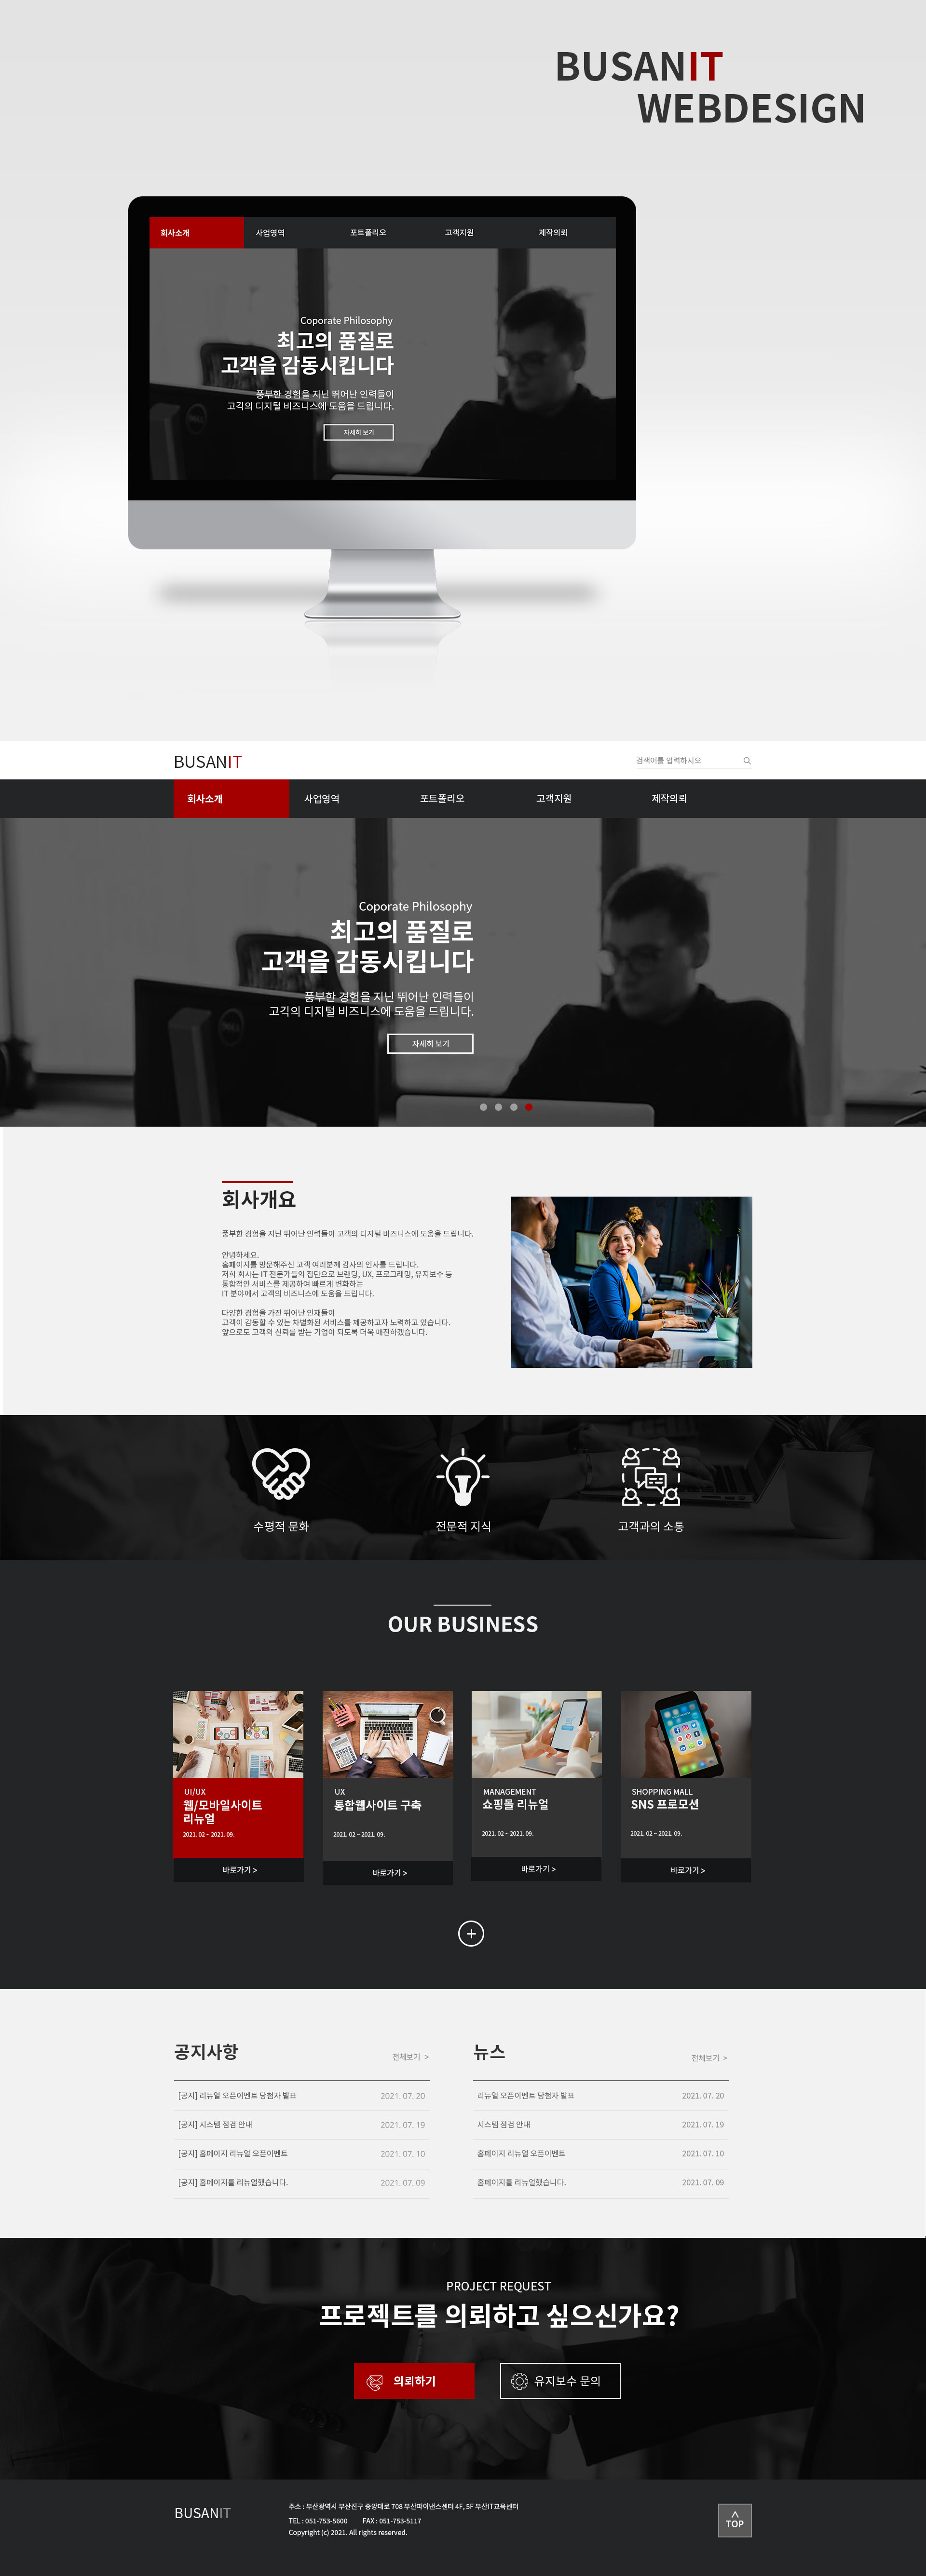 BUSANIT
WEBDESIGN
회사소개 사업영역 포트폴리오 고객지원 제작의뢰
Coporate Philosophy
최고의 품질로
고객을 감동시킵니다
풍부한 경험을 지닌 뛰어난 인력들이
고긱의 디지털 비즈니스에 도움을 드립니다.
자세히 보기
BUSANIT
검색어를 입력하시오
회사소개 사업영역 포트폴리오 고객지원 제작의뢰
Coporate Philosophy
최고의 품질로
고객을 감동시킵니다
풍부한 경험을 지닌 뛰어난 인력들이
고긱의 디지털 비즈니스에 도움을 드립니다.
자세히 보기
회사개요
풍부한 경험을 지닌 뛰어난 인력들이 고객의 디지털 비즈니스에 도움을 드립니다.
안녕하세요.
홈페이지를 방문해주신 고객 여러분께 감사의 인사를 드립니다.
저희 회사는 IT 전문가들의 집단으로 브랜딩, UX, 프로그래밍, 유지보수 등
통합적인 서비스를 제공하여 빠르게 변화하는
IT 분야에서 고객의 비즈니스에 도움을 드립니다.
다양한 경험을 가진 뛰어난 인재들이
고객이 감동할 수 있는 차별화된 서비스를 제공하고자 노력하고 있습니다.
앞으로도 고객의 신뢰를 받는 기업이 되도록 더욱 매진하겠습니다.
수평적 문화
전문적 지식
고객과의 소통
OUR BUSINESS
UI/UX
웹/모바일사이트
리뉴얼
2021. 02 ~ 2021. 09.
바로가기 >
UX
통합웹사이트 구축
2021. 02 ~ 2021. 09.
바로가기 >
MANAGEMENT
쇼핑몰 리뉴얼
2021. 02 ~ 2021. 09.
바로가기 >
SHOPPING MALL
SNS 프로모션
2021. 02 ~ 2021. 09.
바로가기 >
공지사항
전체보기 >
[공지] 리뉴얼 오픈이벤트 당첨자 발표 2021. 07. 20
[공지] 시스템 점검 안내 2021. 07. 19
[공지] 홈페이지 리뉴얼 오픈이벤트 2021. 07. 10
[공지] 홈페이지를 리뉴얼했습니다. 2021. 07. 09
뉴스
전체보기 >
리뉴얼 오픈이벤트 당첨자 발표 2021. 07. 20
시스템 점검 안내 2021. 07. 19
홈페이지 리뉴얼 오픈이벤트 2021. 07. 10
홈페이지를 리뉴얼했습니다. 2021. 07. 09
PROJECT REQUEST
프로젝트를 의뢰하고 싶으신가요?
의뢰하기
유지보수 문의
BUSANIT
주소 : 부산광역시 부산진구 중앙대로 708 부산파이낸스센터 4F, 5F 부산IT교육센터
TEL : 051-753-5600 FAX : 051-753-5117
Copyright (c) 2021. All rights reserved.
TOP